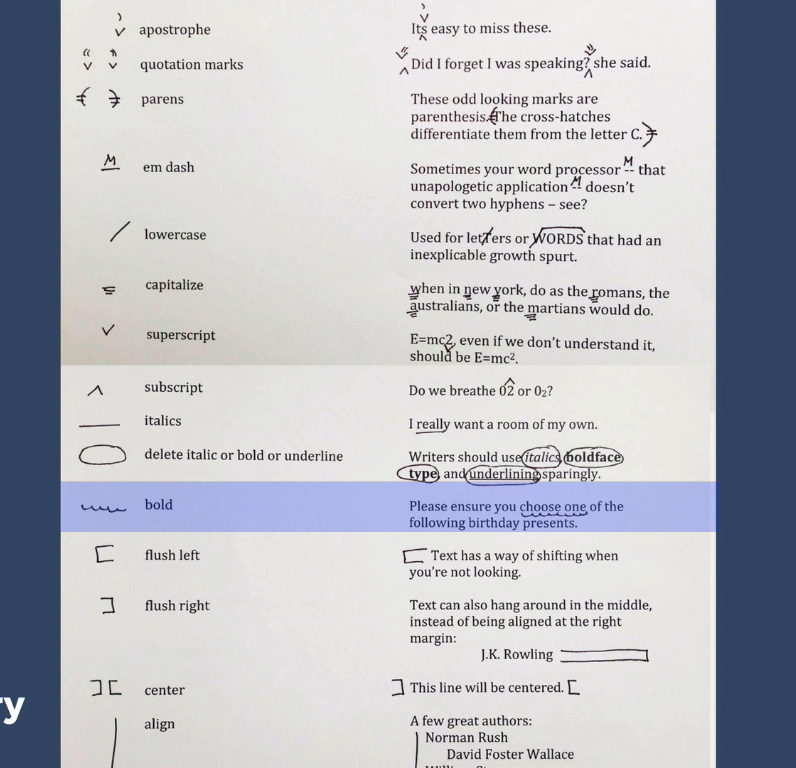 apostrophe Its easy to miss these.
quotation marks Did I forget I was speaking? she said.
parens These odd looking marks are
parenthesis. The cross-hatches
differentiate them from the letter C.
M em dash Sometimes your word processor M -- that
unapologetic application M -- doesn't
convert two hyphens – see?
lowercase Used for letTers or WORDS that had an
inexplicable growth spurt.
capitalize when in new york, do as the romans, the
australians, or the martians would do.
superscript E=mc2, even if we don't understand it,
should be E=mc².
subscript Do we breathe 02 or 0₂?
italics I really want a room of my own.
delete italic or bold or underline Writers should use italics, boldface
type, and underlining sparingly.
bold Please ensure you choose one of the
following birthday presents.
flush left Text has a way of shifting when
you're not looking.
flush right Text can also hang around in the middle,
instead of being aligned at the right
margin:
J.K. Rowling
ry
center This line will be centered.
align A few great authors:
Norman Rush
David Foster Wallace